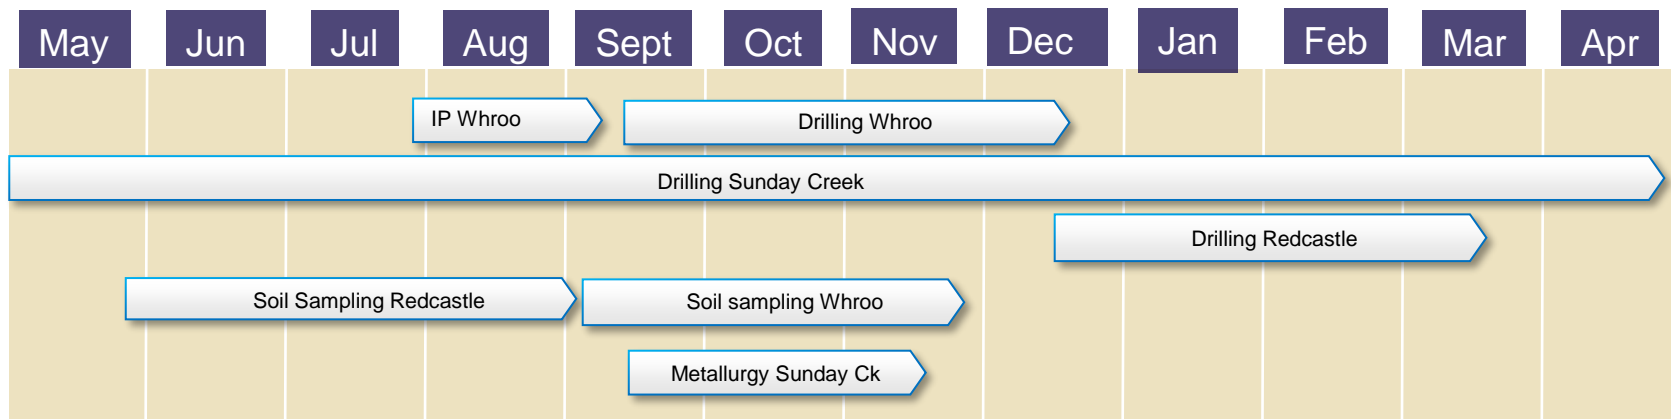 May Jun Jul Aug Sept Oct Nov Dec Jan Feb Mar Apr
IP Whroo
Drilling Whroo
Drilling Sunday Creek
Drilling Redcastle
Soil Sampling Redcastle
Soil sampling Whroo
Metallurgy Sunday Ck